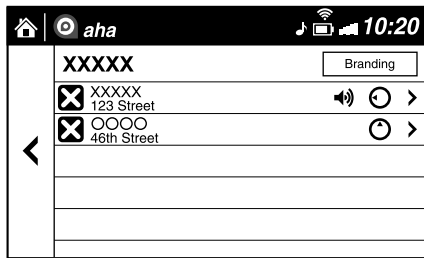 aha 10:20
XXXXX Branding
XXXXX
123 Street
OOOO
46th Street